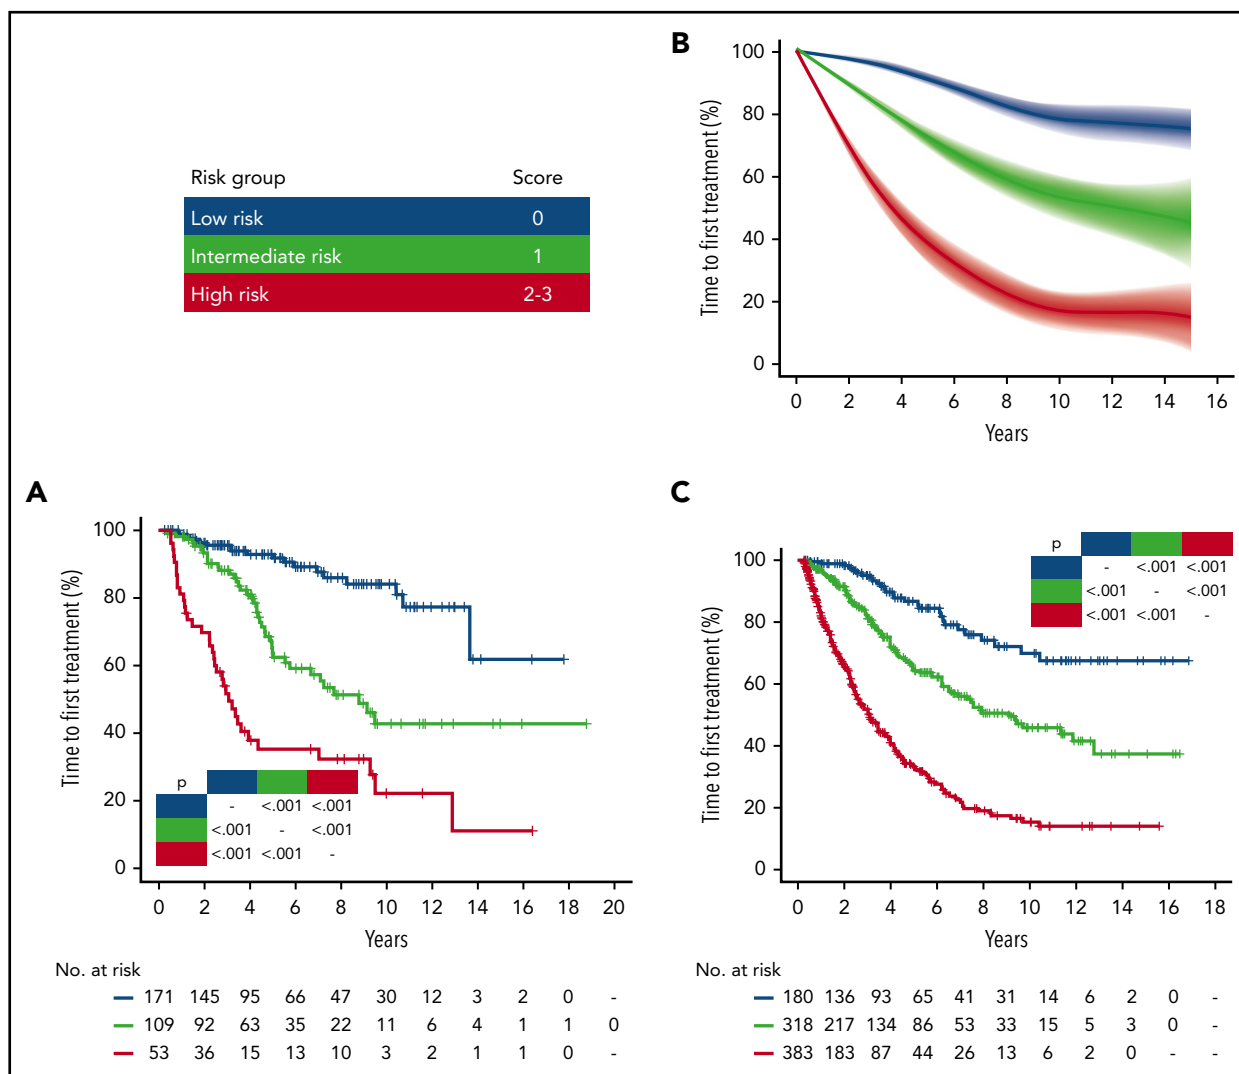 B
100
80
60
40
20
0
Time to first treatment (%)
0 2 4 6 8 10 12 14 16
Years
Risk group Score
Low risk 0
Intermediate risk 1
High risk 2-3
A
100
80
60
40
20
0
Time to first treatment (%)
p
- <.001 <.001
<.001 - <.001
<.001 <.001 -
0 2 4 6 8 10 12 14 16 18 20
Years
No. at risk
171 145 95 66 47 30 12 3 2 0 -
109 92 63 35 22 11 6 4 1 1 0
53 36 15 13 10 3 2 1 1 0 -
C
100
80
60
40
20
0
Time to first treatment (%)
p
- <.001 <.001
<.001 - <.001
<.001 <.001 -
0 2 4 6 8 10 12 14 16 18
Years
No. at risk
180 136 93 65 41 31 14 6 2 0 -
318 217 134 86 53 33 15 5 3 0 -
383 183 87 44 26 13 6 2 0 - -